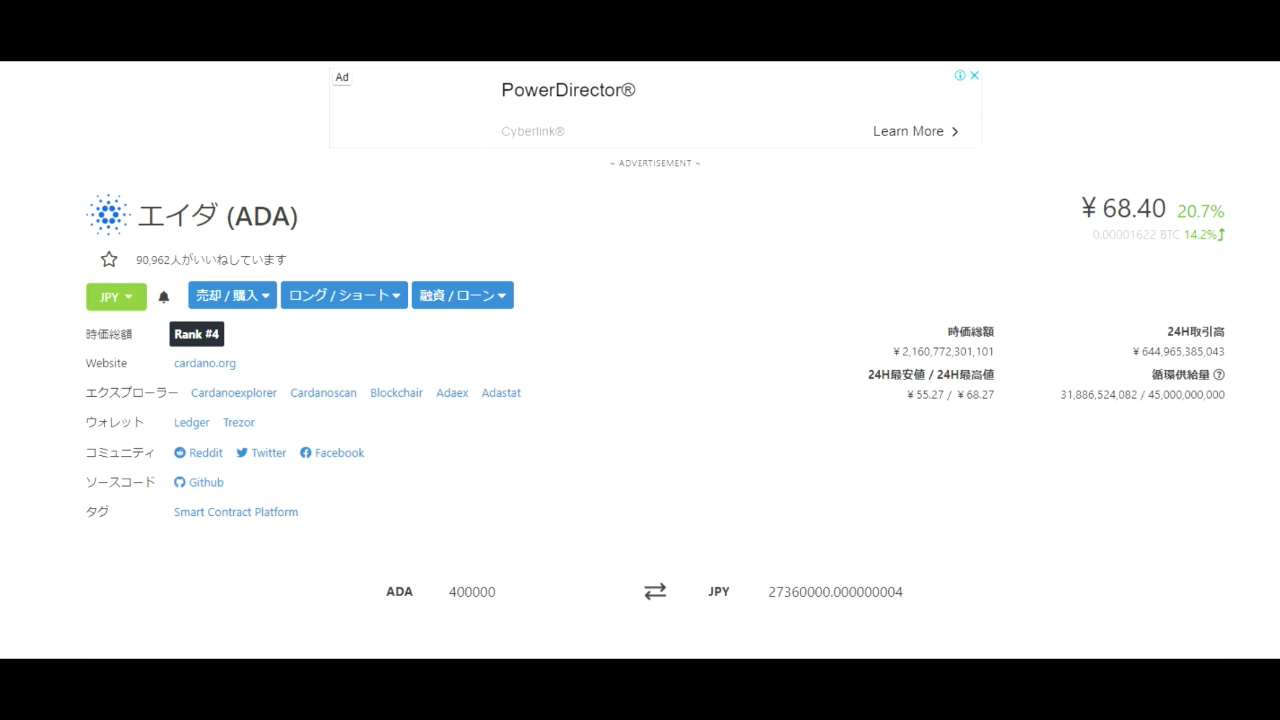 Ad
PowerDirector®
Cyberlink®
Learn More
~ ADVERTISEMENT ~
エイダ (ADA)
¥ 68.40 20.7%
0.00001622 BTC 14.2%
90,962人がいいねしています
JPY 売却 / 購入 ロング / ショート 融資 / ローン
時価総額 Rank #4
Website cardano.org
エクスプローラー Cardanoexplorer Cardanoscan Blockchair Adaex Adastat
ウォレット Ledger Trezor
コミュニティ Reddit Twitter Facebook
ソースコード Github
タグ Smart Contract Platform
時価総額 24H取引高
¥ 2,160,772,301,101 ¥ 644,965,385,043
24H最安値 / 24H最高値 循環供給量
¥ 55.27 / ¥ 68.27 31,886,524,082 / 45,000,000,000
ADA 400000 JPY 27360000.000000004